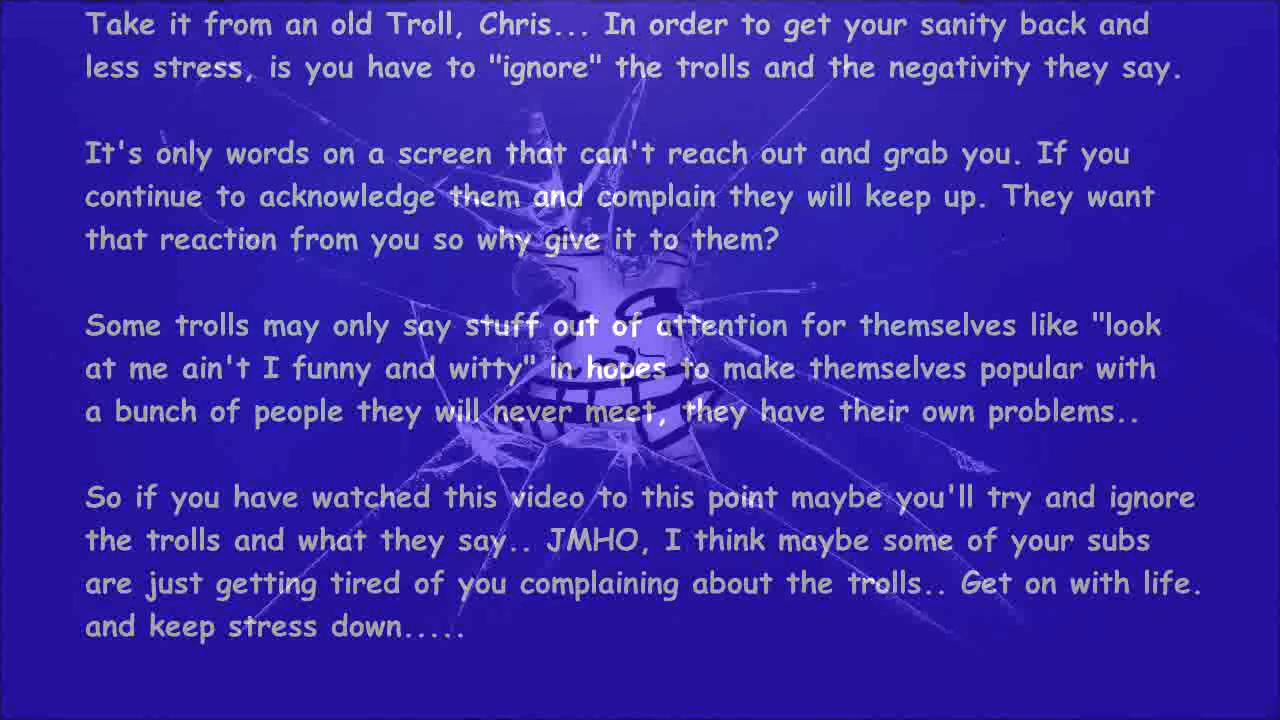 Take it from an old Troll, Chris... In order to get your sanity back and
less stress, is you have to "ignore" the trolls and the negativity they say.
It's only words on a screen that can't reach out and grab you. If you
continue to acknowledge them and complain they will keep up. They want
that reaction from you so why give it to them?
Some trolls may only say stuff out of attention for themselves like "look
at me ain't I funny and witty" in hopes to make themselves popular with
a bunch of people they will never meet, they have their own problems..
So if you have watched this video to this point maybe you'll try and ignore
the trolls and what they say.. JMHO, I think maybe some of your subs
are just getting tired of you complaining about the trolls.. Get on with life.
and keep stress down.....